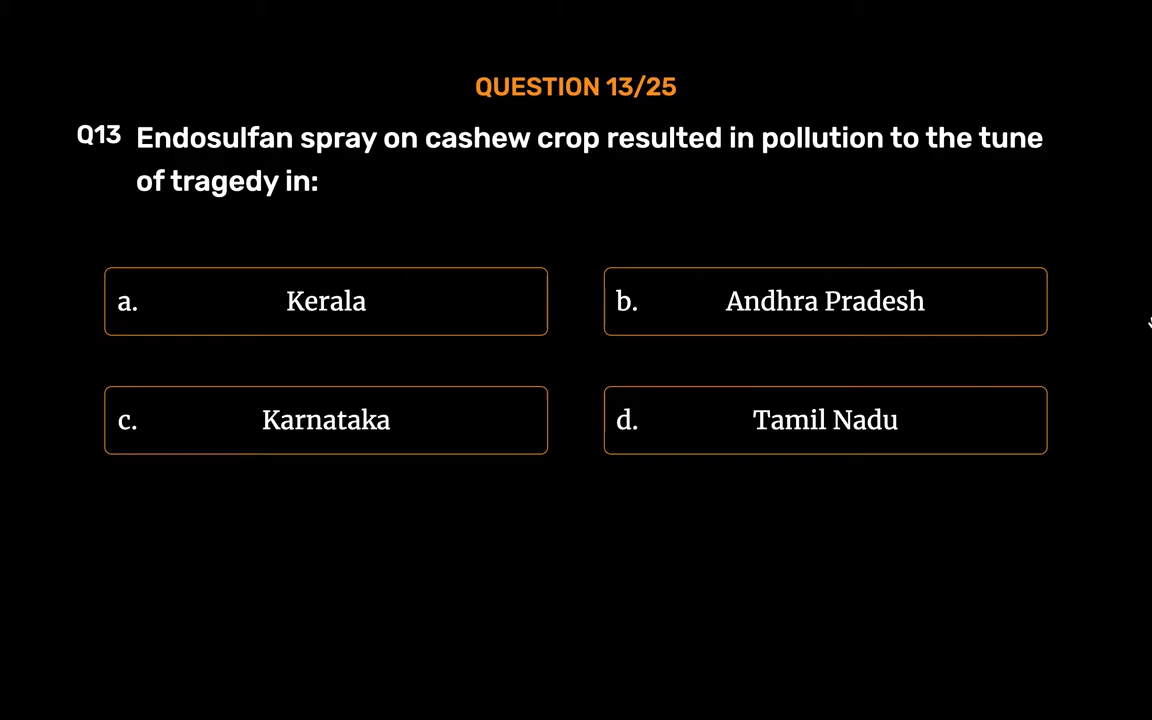 QUESTION 13/25
Q13 Endosulfan spray on cashew crop resulted in pollution to the tune
of tragedy in:
a. Kerala
b. Andhra Pradesh
c. Karnataka
d. Tamil Nadu